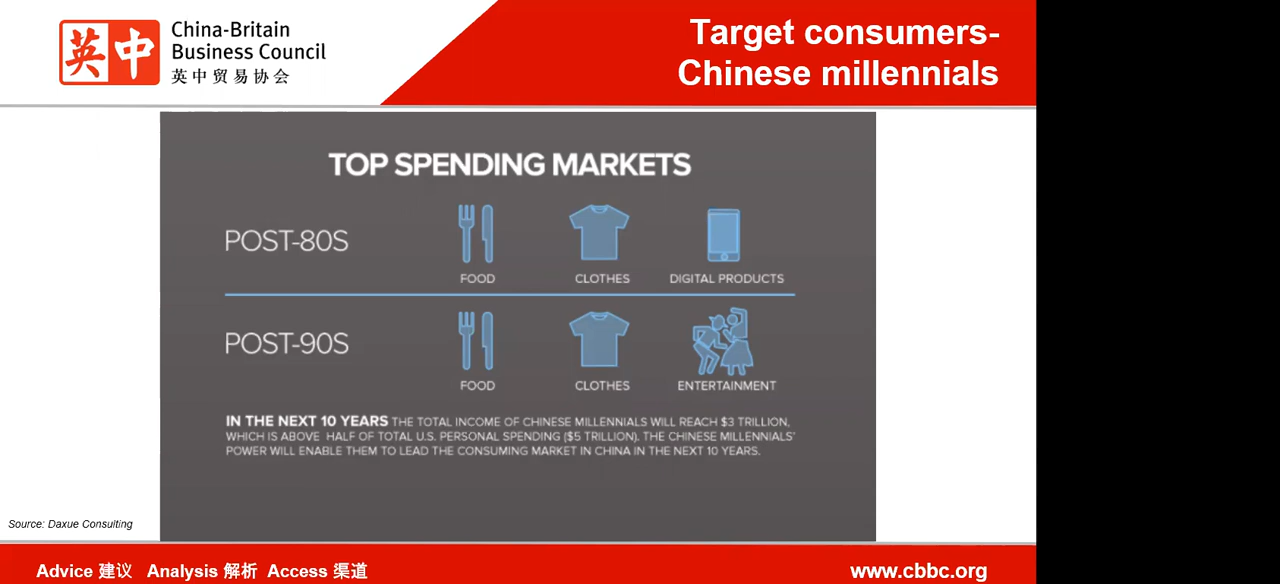 英中
China-Britain
Business Council
英中贸易协会
Target consumers-
Chinese millennials
TOP SPENDING MARKETS
POST-80S
FOOD
CLOTHES
DIGITAL PRODUCTS
POST-90S
FOOD
CLOTHES
ENTERTAINMENT
IN THE NEXT 10 YEARS THE TOTAL INCOME OF CHINESE MILLENNIALS WILL REACH $3 TRILLION,
WHICH IS ABOVE HALF OF TOTAL U.S. PERSONAL SPENDING ($5 TRILLION). THE CHINESE MILLENNIALS'
POWER WILL ENABLE THEM TO LEAD THE CONSUMING MARKET IN CHINA IN THE NEXT 10 YEARS.
Source: Daxue Consulting
Advice 建议 Analysis 解析 Access 渠道
www.cbbc.org